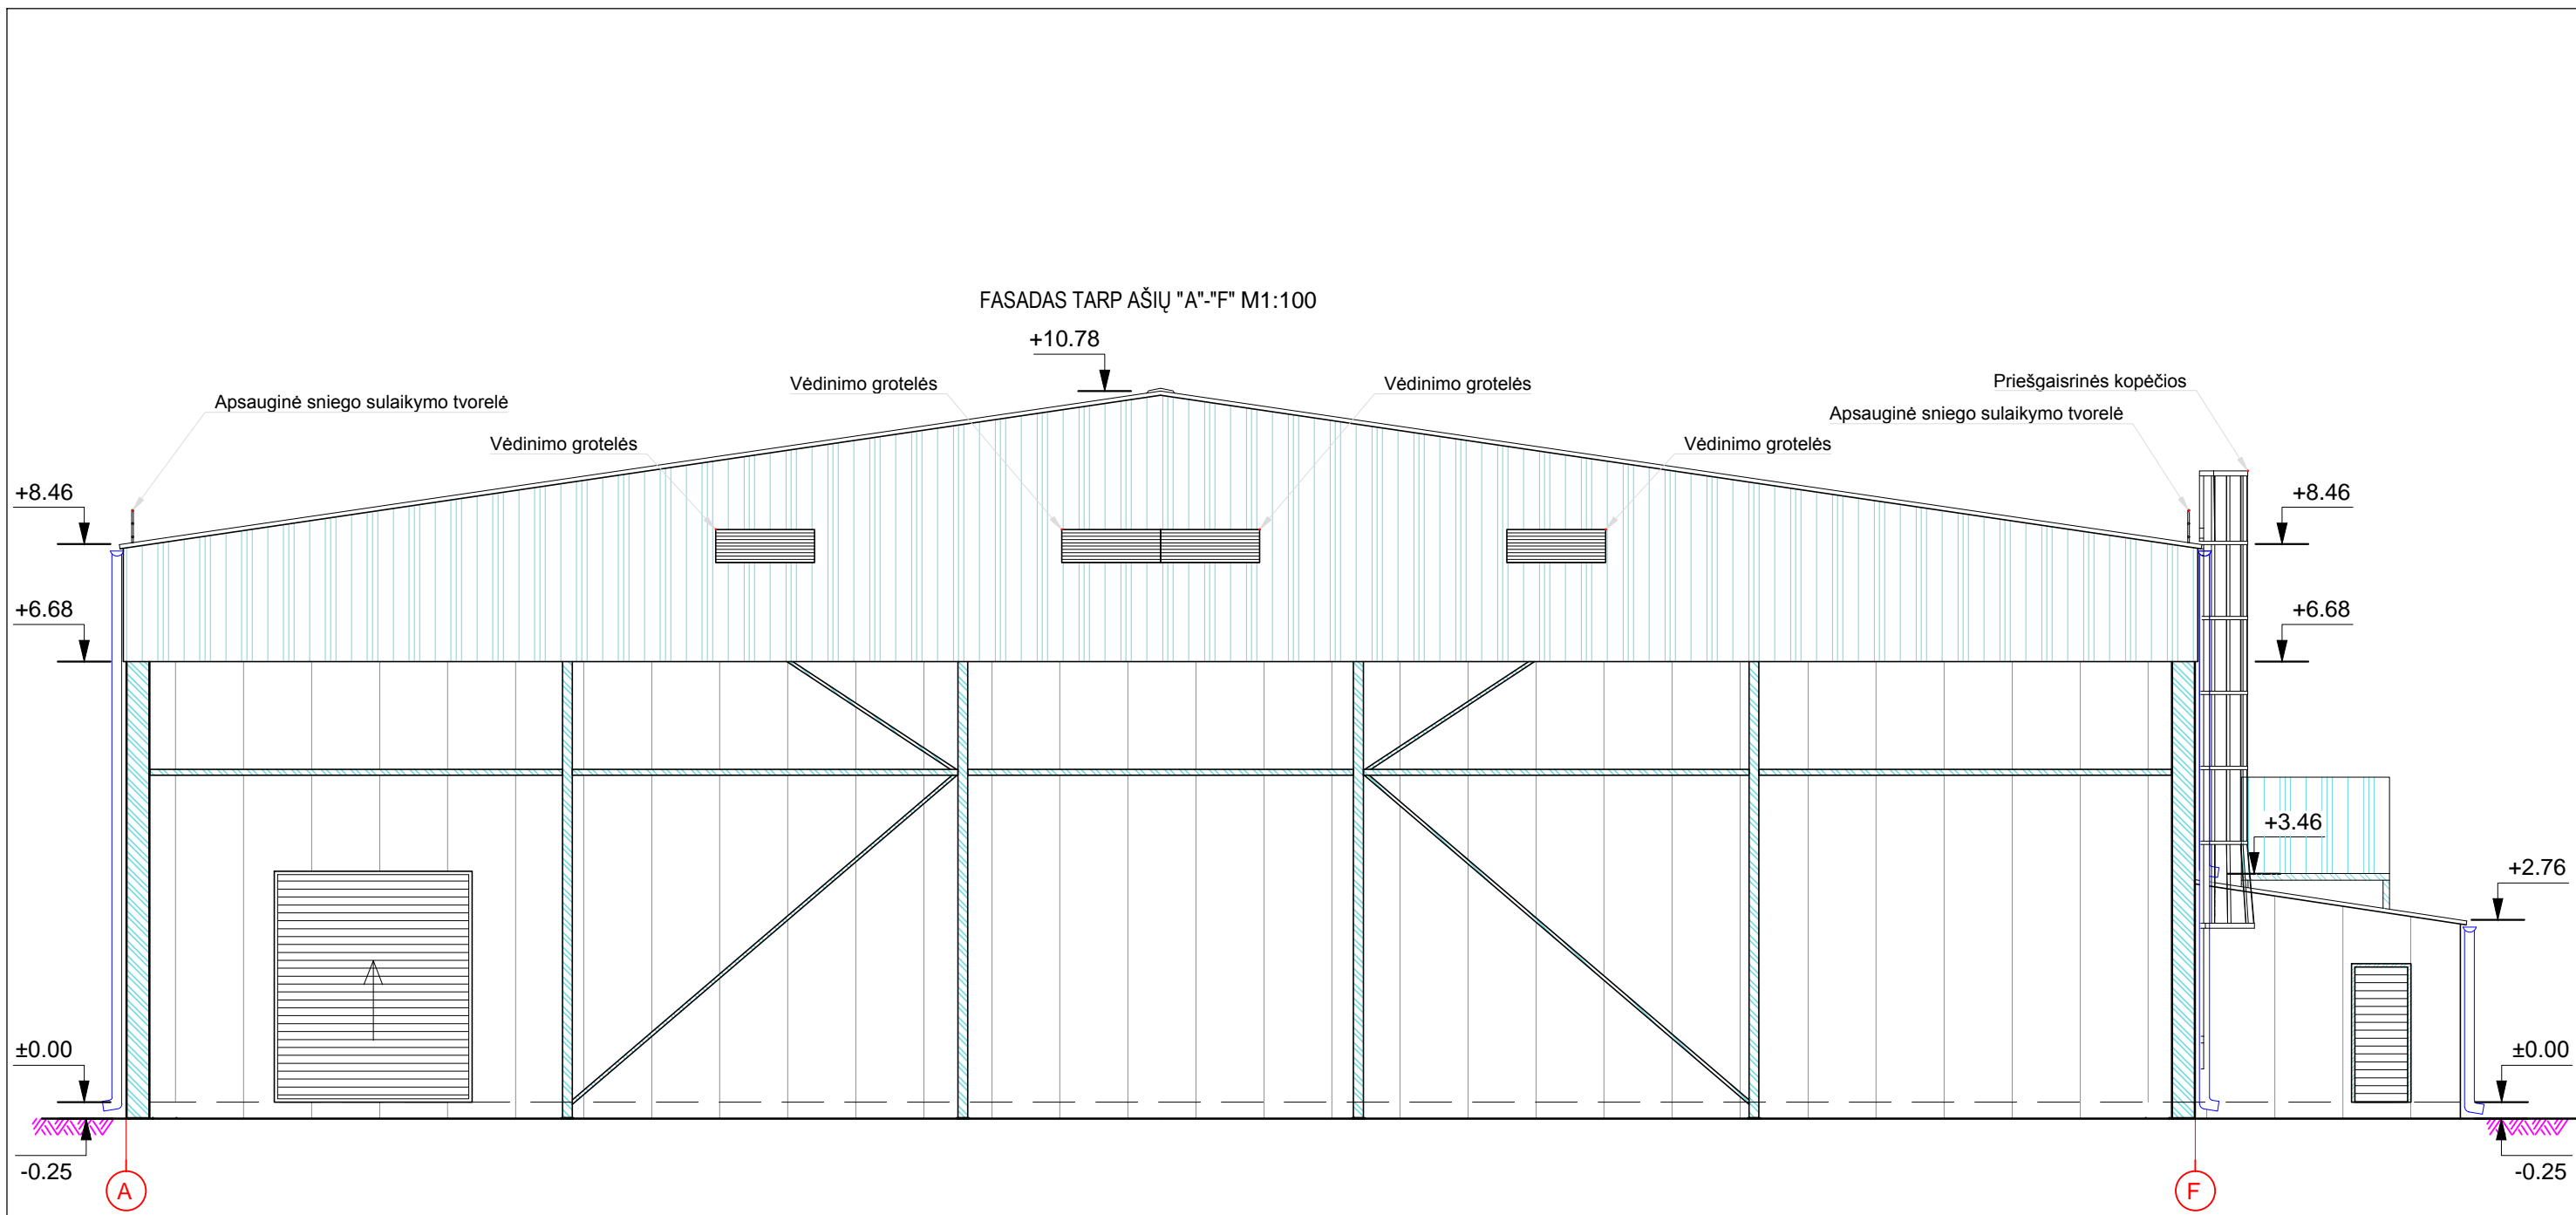 FASADAS TARP AŠIŲ "A"-"F" M1:100
+10.78
Vėdinimo grotelės
Vėdinimo grotelės
Priešgaisrinės kopėčios
Apsauginė sniego sulaikymo tvorelė
Apsauginė sniego sulaikymo tvorelė
Vėdinimo grotelės
Vėdinimo grotelės
+8.46
+8.46
+6.68
+6.68
+3.46
+2.76
±0.00
±0.00
-0.25
-0.25
A
F